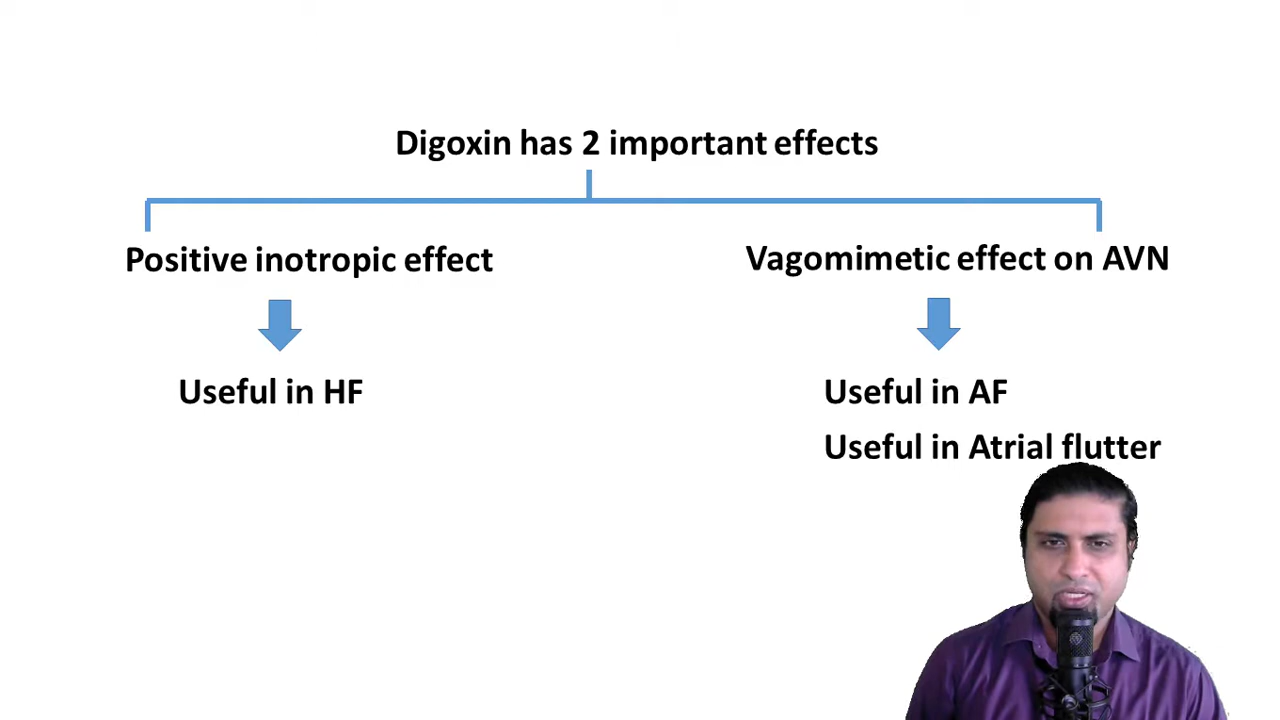 Digoxin has 2 important effects
Positive inotropic effect
Vagomimetic effect on AVN
Useful in HF
Useful in AF
Useful in Atrial flutter